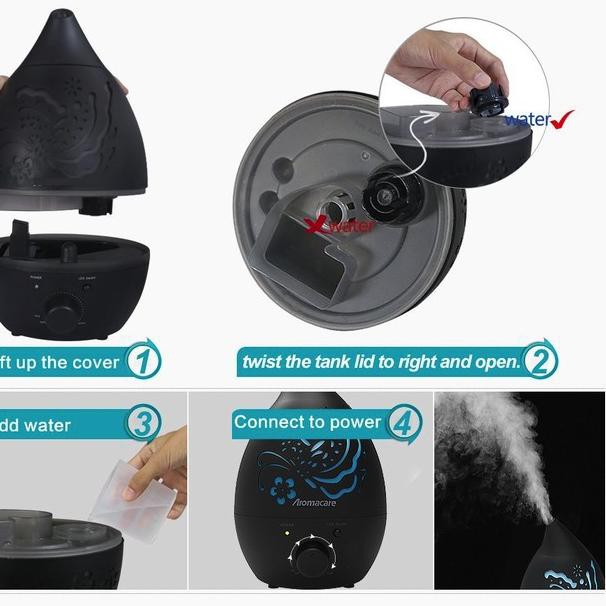 water
water
ft up the cover 1
twist the tank lid to right and open. 2
dd water 3
Connect to power 4
Aromacare